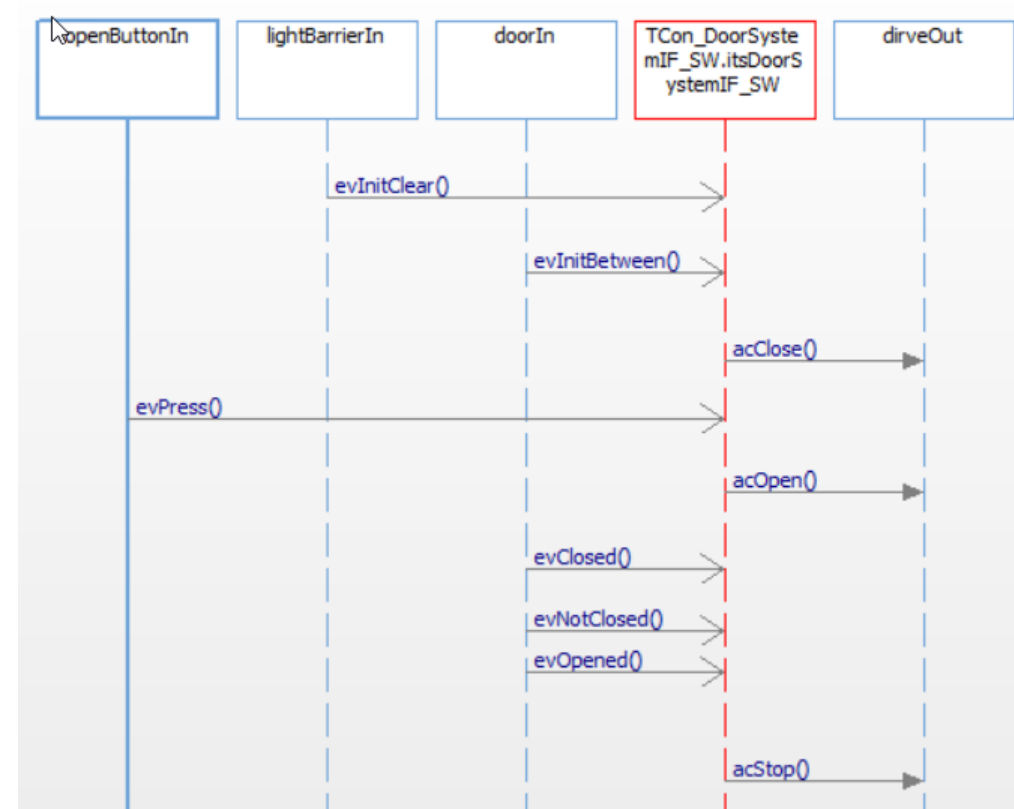 openButtonIn
lightBarrierIn
doorIn
TCon_DoorSyste
mIF_SW.itsDoorS
ystemIF_SW
dirveOut
evInitClear()
evInitBetween()
acClose()
evPress()
acOpen()
evClosed()
evNotClosed()
evOpened()
acStop()